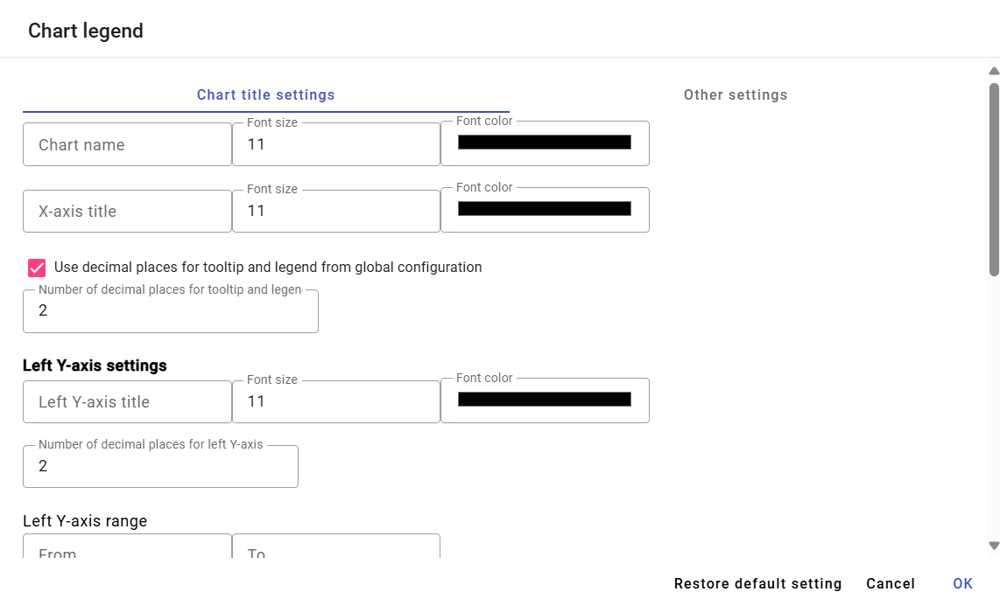 Chart legend
Chart title settings
Other settings
Font size
Font color
Chart name
11
Font size
Font color
X-axis title
11
Use decimal places for tooltip and legend from global configuration
Number of decimal places for tooltip and legen
2
Left Y-axis settings
Font size
Font color
Left Y-axis title
11
Number of decimal places for left Y-axis
2
Left Y-axis range
From
To
Restore default setting
Cancel
OK